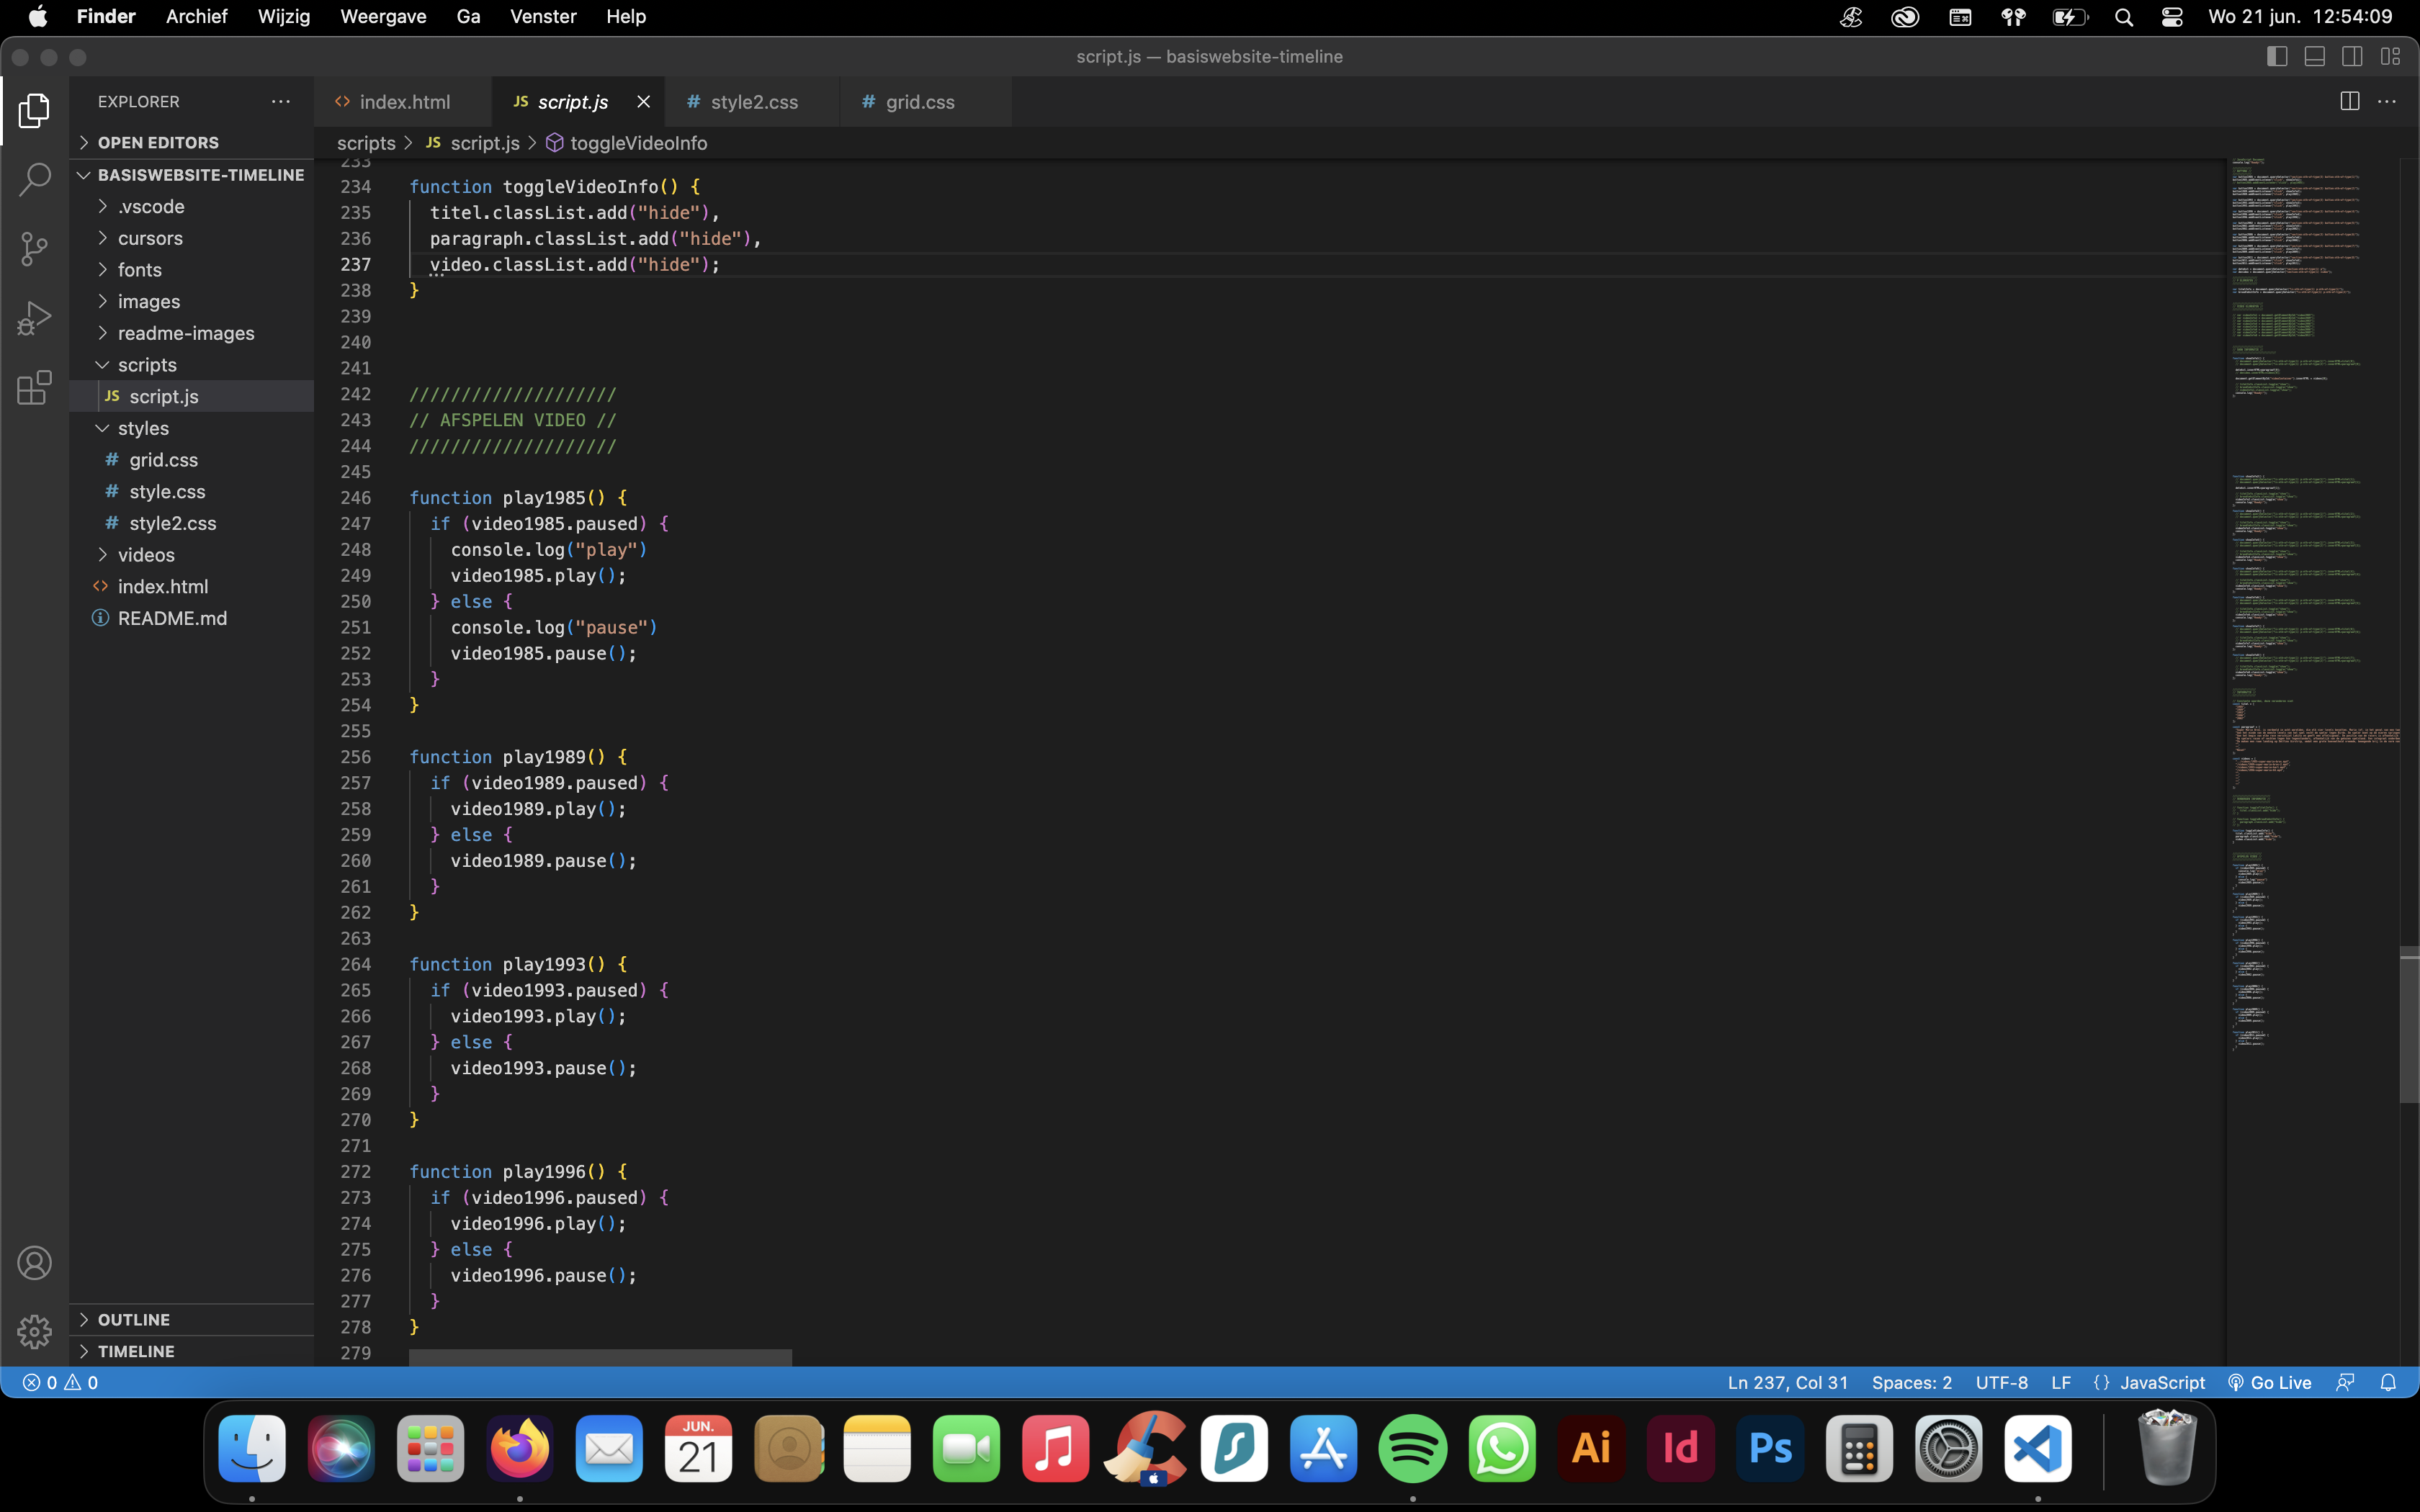 Finder Archief Wijzig Weergave Ga Venster Help Wo 21 jun. 12:54:09
script.js — basiswebsite-timeline
EXPLORER ···
OPEN EDITORS
BASISWEBSITE-TIMELINE
.vscode
cursors
fonts
images
readme-images
scripts
JS script.js
styles
# grid.css
# style.css
# style2.css
videos
<> index.html
README.md
OUTLINE
TIMELINE
<> index.html JS script.js # style2.css # grid.css
scripts > JS script.js > toggleVideoInfo
233
234 function toggleVideoInfo() {
235 titel.classList.add("hide"),
236 paragraph.classList.add("hide"),
237 video.classList.add("hide");
238 }
239
240
241
242 ////////////////////
243 // AFSPELEN VIDEO //
244 ////////////////////
245
246 function play1985() {
247 if (video1985.paused) {
248 console.log("play")
249 video1985.play();
250 } else {
251 console.log("pause")
252 video1985.pause();
253 }
254 }
255
256 function play1989() {
257 if (video1989.paused) {
258 video1989.play();
259 } else {
260 video1989.pause();
261 }
262 }
263
264 function play1993() {
265 if (video1993.paused) {
266 video1993.play();
267 } else {
268 video1993.pause();
269 }
270 }
271
272 function play1996() {
273 if (video1996.paused) {
274 video1996.play();
275 } else {
276 video1996.pause();
277 }
278 }
279
0 0 Ln 237, Col 31 Spaces: 2 UTF-8 LF {} JavaScript Go Live
JUN.
21
Ai Id Ps